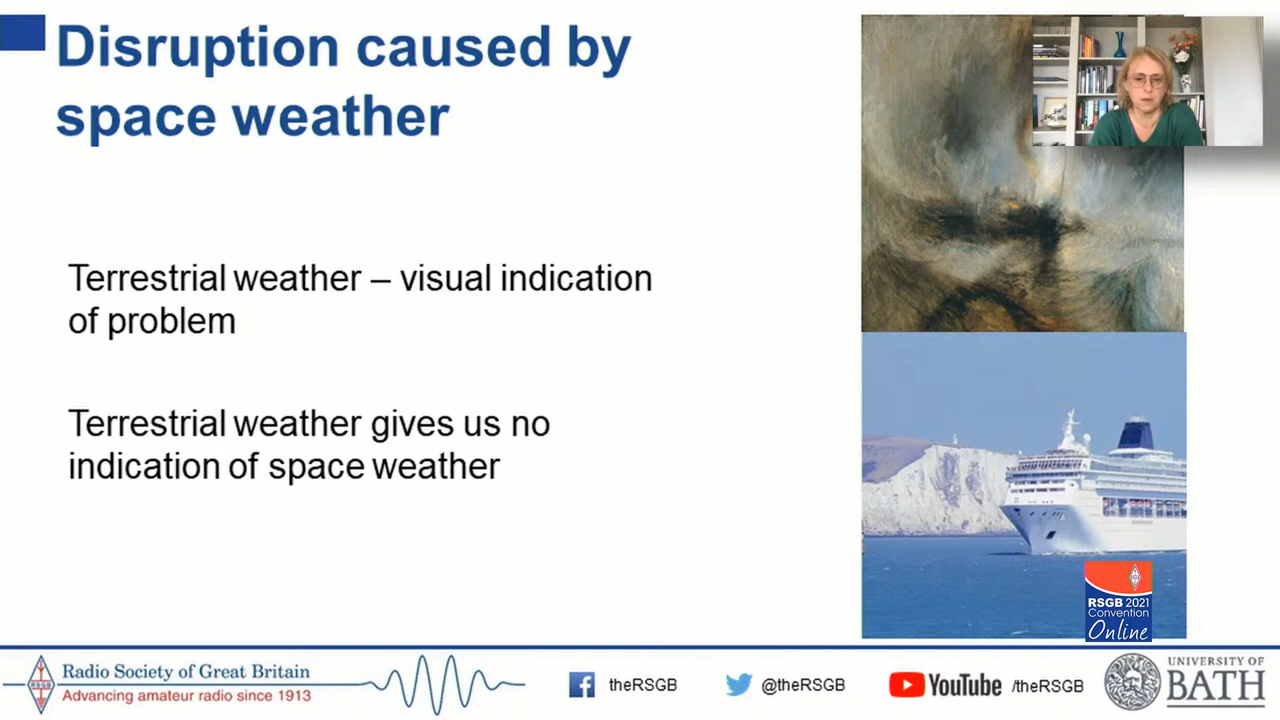 Disruption caused by
space weather
Terrestrial weather – visual indication
of problem
Terrestrial weather gives us no
indication of space weather
RSGB 2021
Convention
Online
RSGB
Radio Society of Great Britain
Advancing amateur radio since 1913
theRSGB
@theRSGB
YouTube /theRSGB
UNIVERSITY OF
BATH